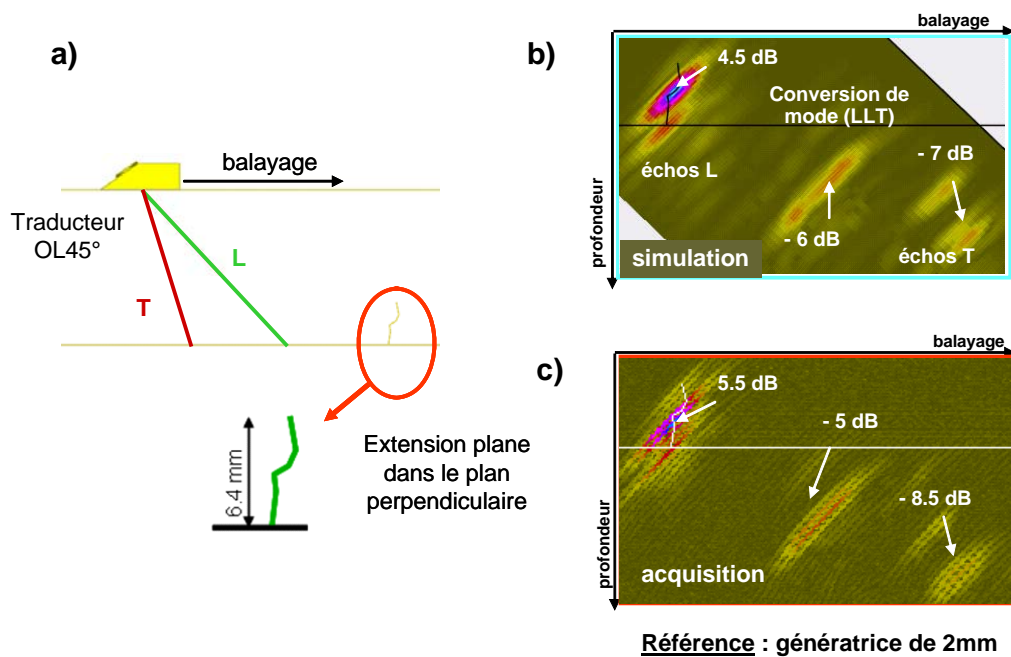 a)
balayage
Traducteur
OL45°
T
L
6.4 mm
Extension plane
dans le plan
perpendiculaire
b)
balayage
profondeur
4.5 dB
Conversion de
mode (LLT)
échos L
- 7 dB
- 6 dB
échos T
simulation
c)
balayage
profondeur
5.5 dB
- 5 dB
- 8.5 dB
acquisition
Référence : génératrice de 2mm